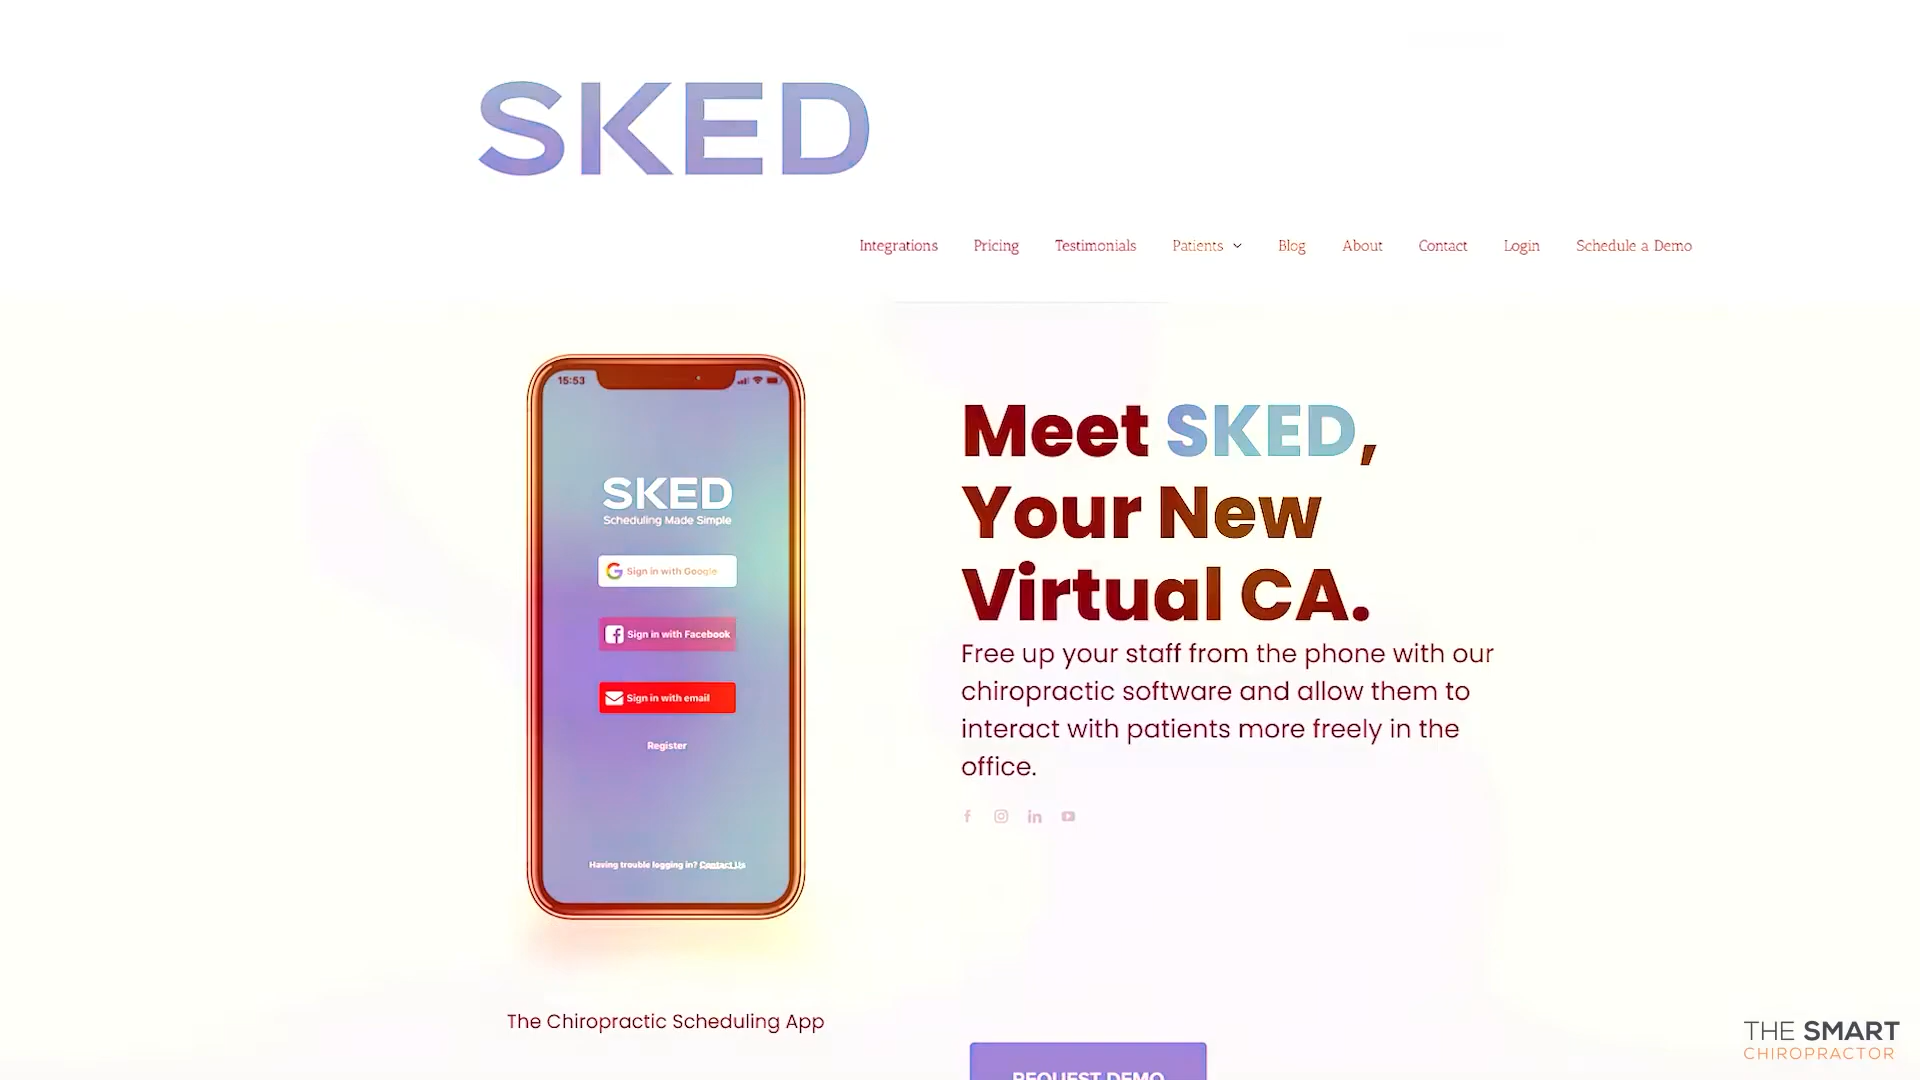 SKED
Integrations Pricing Testimonials Patients Blog About Contact Login Schedule a Demo
15:53
SKED
Scheduling Made Simple
Sign in with Google
Sign in with Facebook
Sign in with email
Register
Having trouble logging in? Contact Us
The Chiropractic Scheduling App
Meet SKED,
Your New
Virtual CA.
Free up your staff from the phone with our
chiropractic software and allow them to
interact with patients more freely in the
office.
REQUEST DEMO
THE SMART
CHIROPRACTOR